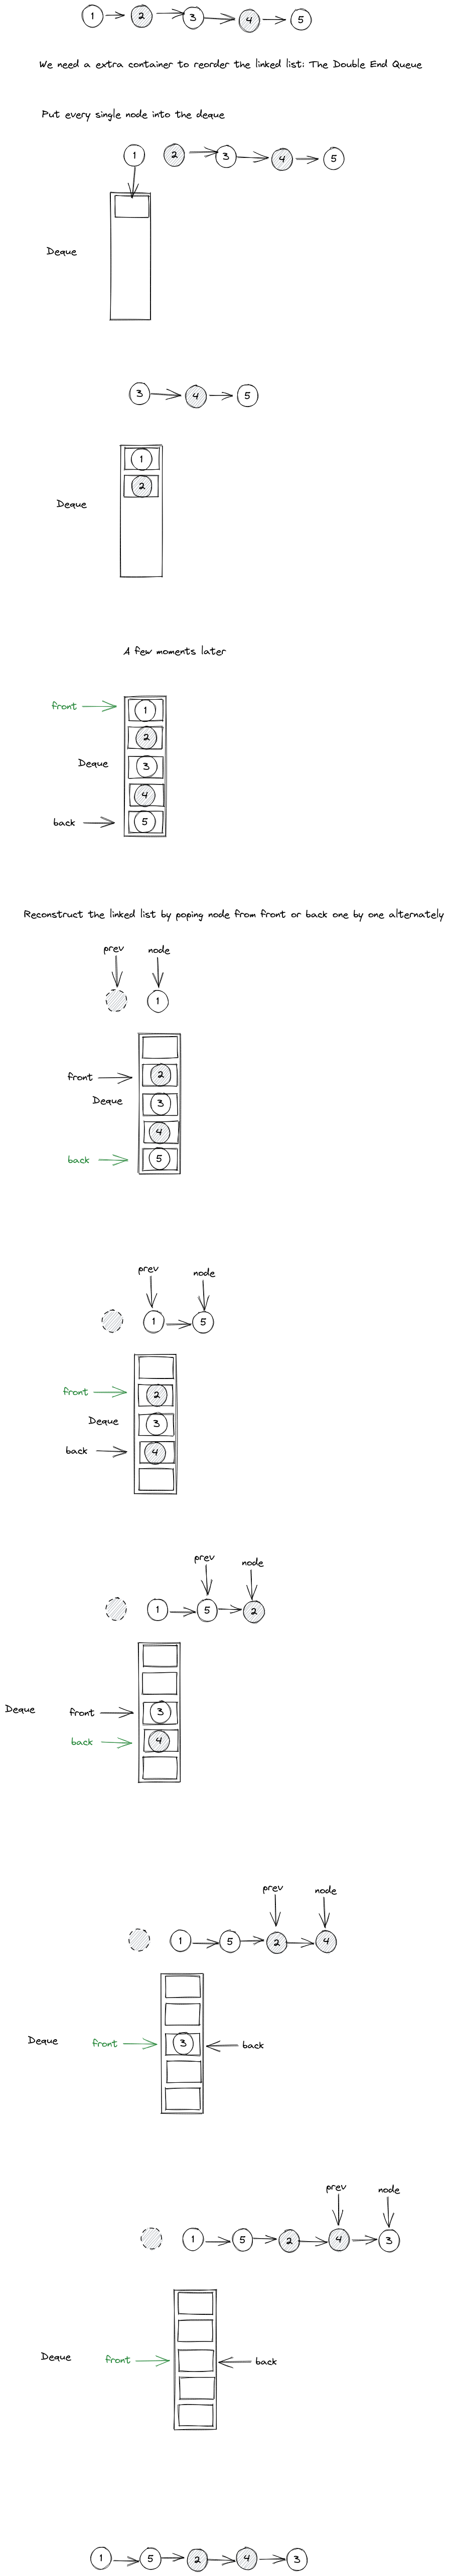 1 2 3 4 5
We need a extra container to reorder the linked list: The Double End Queue
Put every single node into the deque
1 2 3 4 5
Deque
3 4 5
1
2
Deque
A few moments later
front 1
2
Deque 3
4
back 5
Reconstruct the linked list by poping node from front or back one by one alternately
prev node
1
front 2
Deque 3
4
back 5
prev node
1 5
front 2
Deque 3
back 4
prev node
1 5 2
Deque front 3
back 4
prev node
1 5 2 4
Deque front 3 back
prev node
1 5 2 4 3
Deque front back
1 5 2 4 3